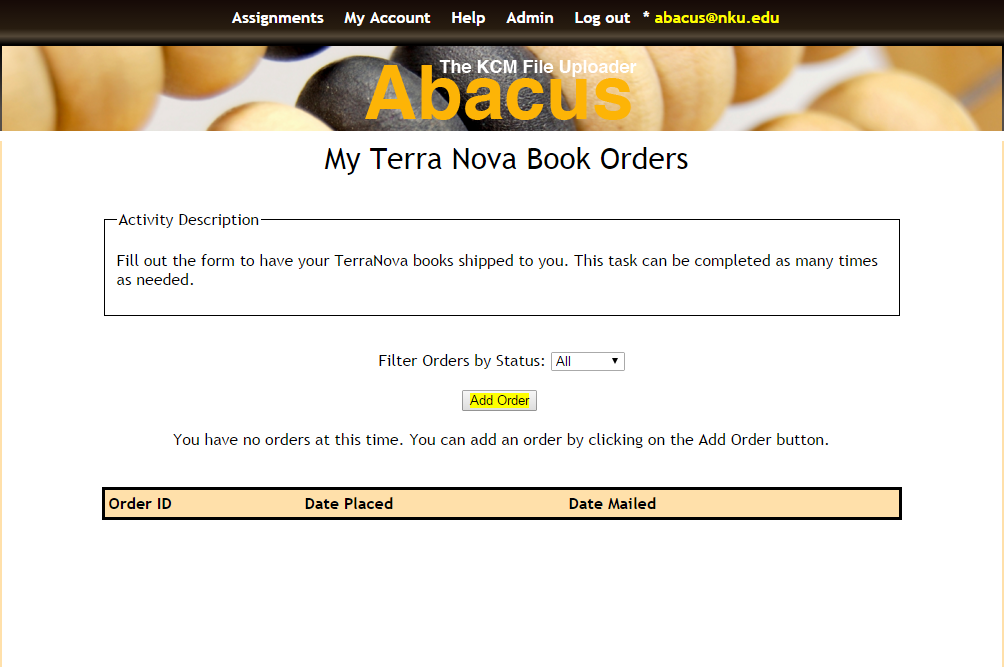 Assignments My Account Help Admin Log out * abacus@nku.edu
The KCM File Uploader
Abacus
My Terra Nova Book Orders
Activity Description
Fill out the form to have your TerraNova books shipped to you. This task can be completed as many times
as needed.
Filter Orders by Status: All
Add Order
You have no orders at this time. You can add an order by clicking on the Add Order button.
Order ID Date Placed Date Mailed